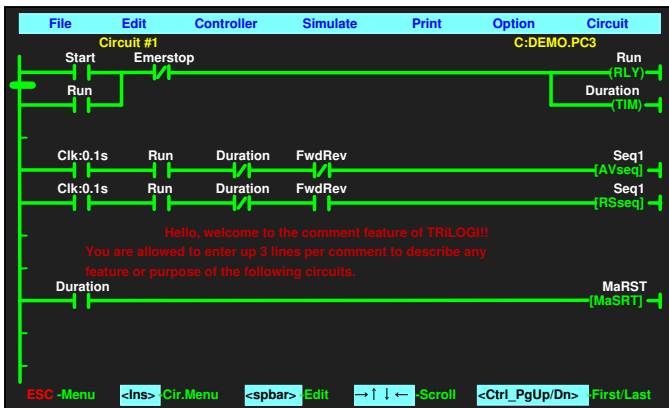 File Edit Controller Simulate Print Option Circuit
Circuit #1 C:DEMO.PC3
Start Emerstop Run
(RLY)
Run Duration
(TIM)
Clk:0.1s Run Duration FwdRev Seq1
[AVseq]
Clk:0.1s Run Duration FwdRev Seq1
[RSseq]
Hello, welcome to the comment feature of TRiLOGI!!
You are allowed to enter up 3 lines per comment to describe any
feature or purpose of the following circuits.
Duration MaRST
[MaSRT]
ESC -Menu <Ins> -Cir.Menu <spbar> -Edit →↑↓← -Scroll <Ctrl_PgUp/Dn> -First/Last